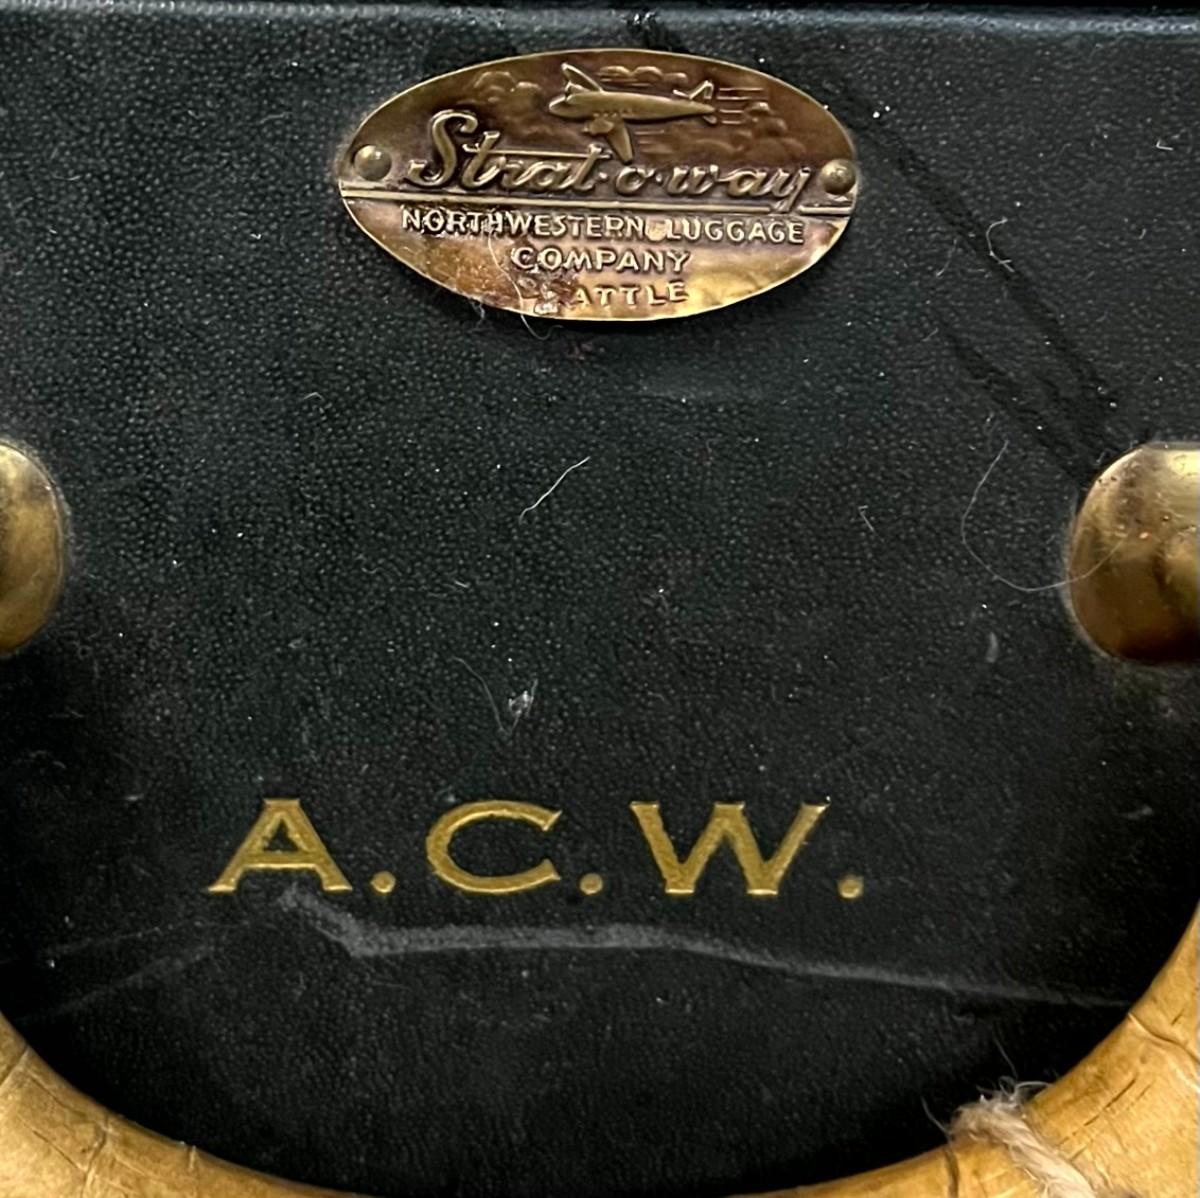 Strat·o·way
NORTHWESTERN LUGGAGE
COMPANY
SEATTLE
A.C.W.